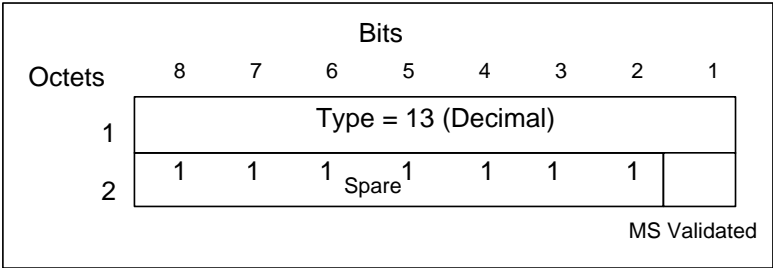 Bits
Octets 8 7 6 5 4 3 2 1
1 Type = 13 (Decimal)
2 1 1 1 Spare 1 1 1 1
MS Validated